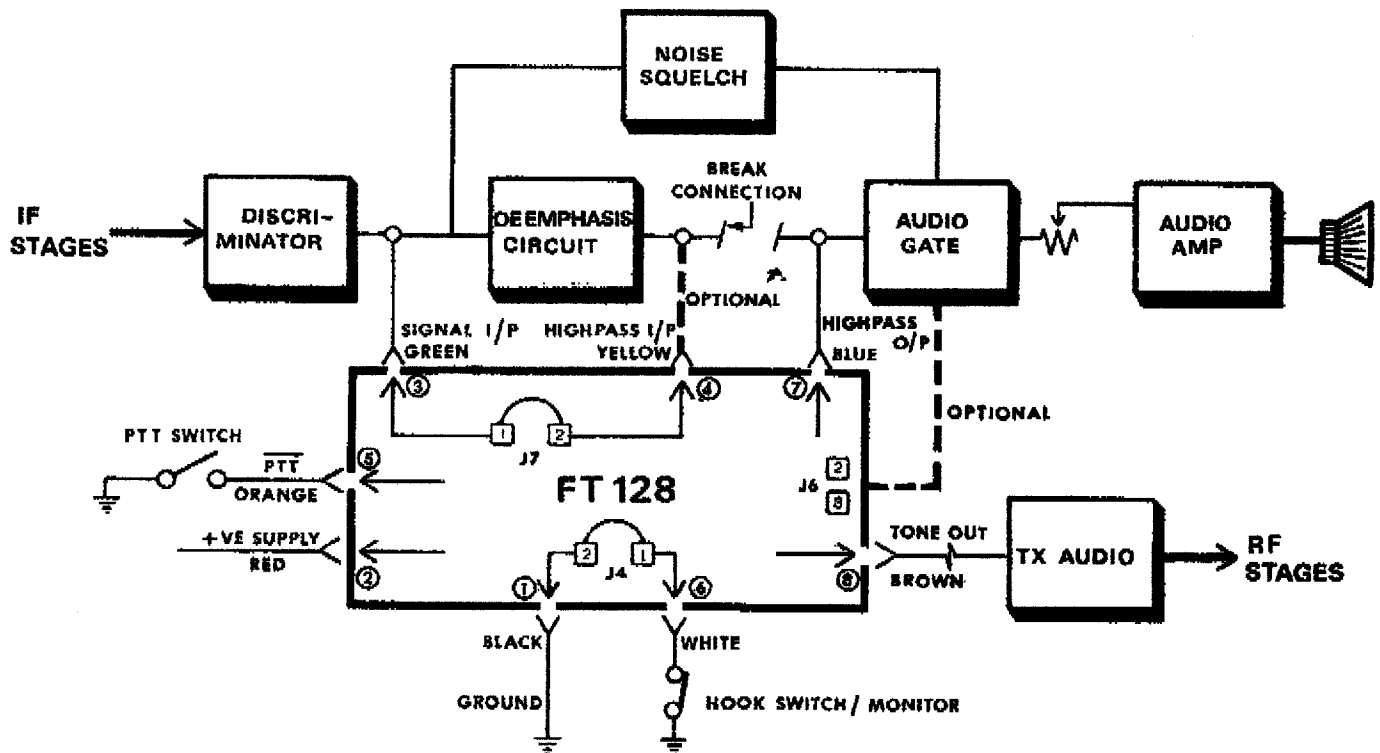 NOISE
SQUELCH
BREAK
CONNECTION
IF
STAGES
DISCRI-
MINATOR
DEEMPHASIS
CIRCUIT
AUDIO
GATE
AUDIO
AMP
OPTIONAL
SIGNAL I/P
GREEN
HIGHPASS I/P
YELLOW
HIGHPASS
O/P
BLUE
3
4
7
OPTIONAL
1
2
J7
PTT SWITCH
PTT
ORANGE
5
FT 128
J6
2
8
+VE SUPPLY
RED
2
2
1
J4
1
6
8
TONE OUT
BROWN
TX AUDIO
RF
STAGES
BLACK
WHITE
GROUND
HOOK SWITCH / MONITOR